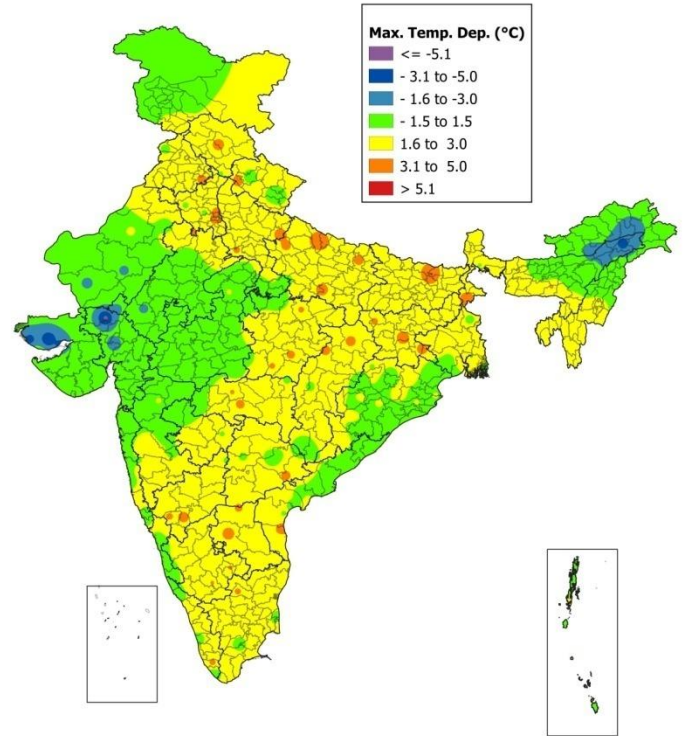 Max. Temp. Dep. (°C)
<= -5.1
- 3.1 to -5.0
- 1.6 to -3.0
- 1.5 to 1.5
1.6 to 3.0
3.1 to 5.0
> 5.1